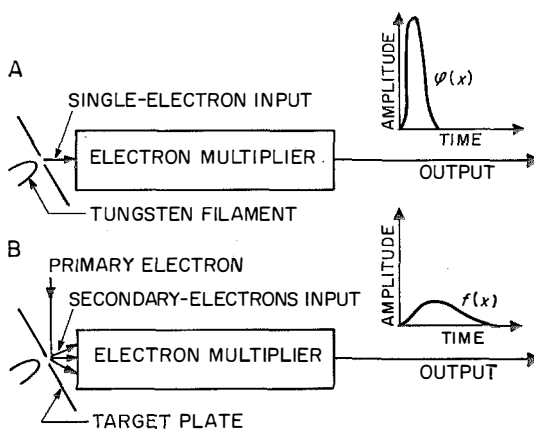 A
SINGLE-ELECTRON INPUT
ELECTRON MULTIPLIER
TUNGSTEN FILAMENT
AMPLITUDE
φ(x)
TIME
OUTPUT
B
PRIMARY ELECTRON
SECONDARY-ELECTRONS INPUT
ELECTRON MULTIPLIER
TARGET PLATE
AMPLITUDE
f(x)
TIME
OUTPUT